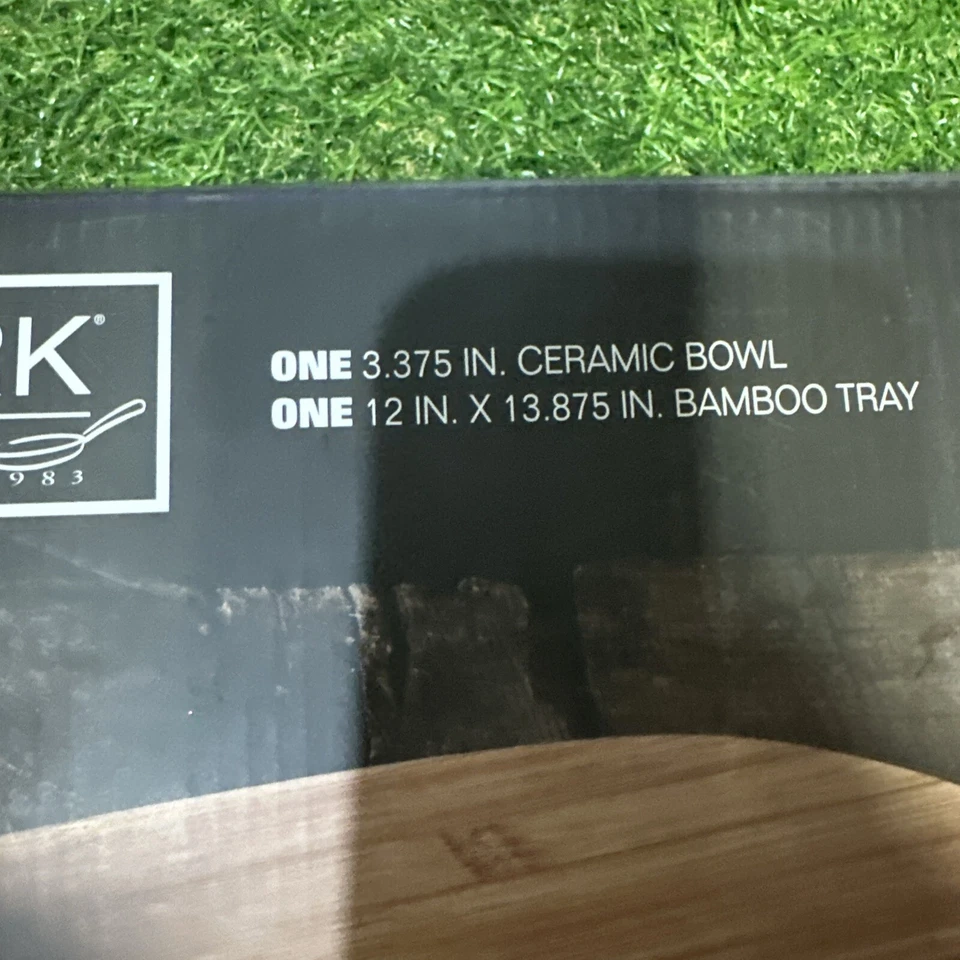 RK®
983
ONE 3.375 IN. CERAMIC BOWL
ONE 12 IN. X 13.875 IN. BAMBOO TRAY